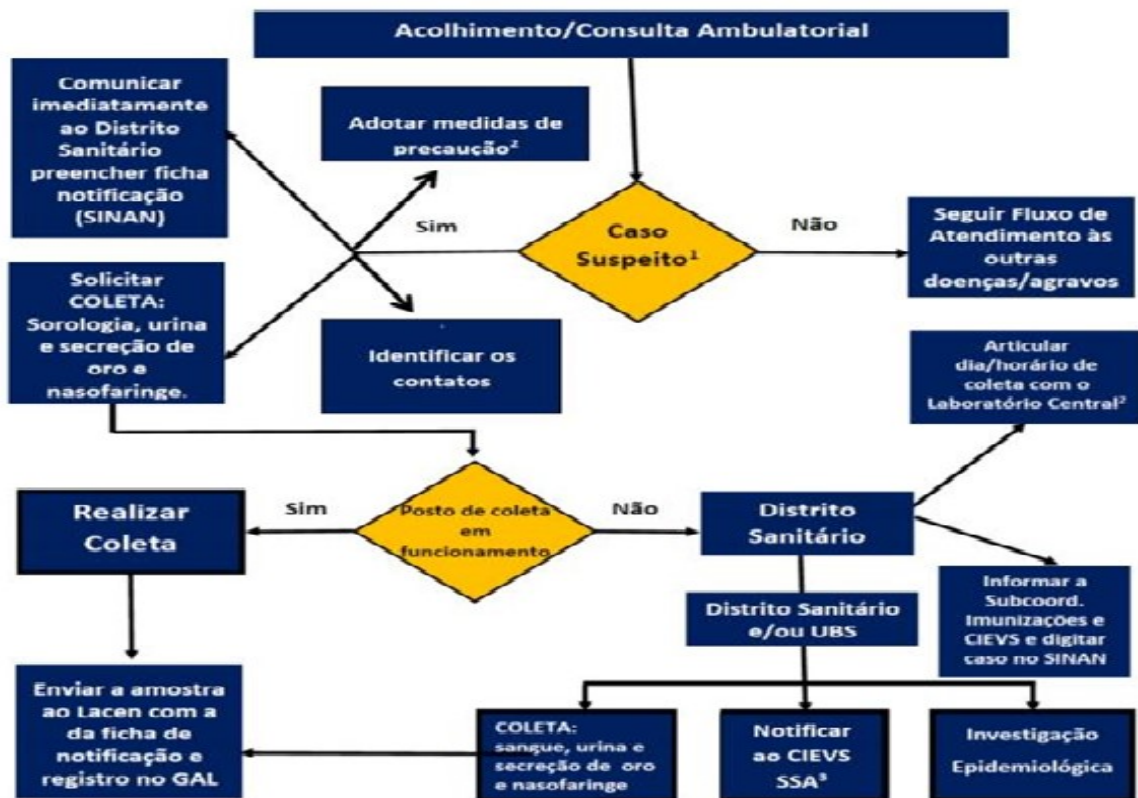 Acolhimento/Consulta Ambulatorial
Comunicar
imediatamente
ao Distrito
Sanitário
preencher ficha
notificação
(SINAN)
Adotar medidas de
precaução²
Sim
Caso
Suspeito¹
Não
Seguir Fluxo de
Atendimento às
outras
doenças/agravos
Solicitar
COLETA:
Sorologia, urina
e secreção de
oro e
nasofaringe.
Identificar os
contatos
Articular
dia/horário de
coleta com o
Laboratório Central²
Realizar
Coleta
Sim
Posto de coleta
em
funcionamento
Não
Distrito
Sanitário
Informar a
Subcoord.
Imunizações e
CIEVS e digitar
caso no SINAN
Distrito Sanitário
e/ou UBS
Enviar a amostra
ao Lacen com a
da ficha de
notificação e
registro no GAL
COLETA:
sangue, urina e
secreção de oro
e nasofaringe
Notificar
ao CIEVS
SSA³
Investigação
Epidemiológica